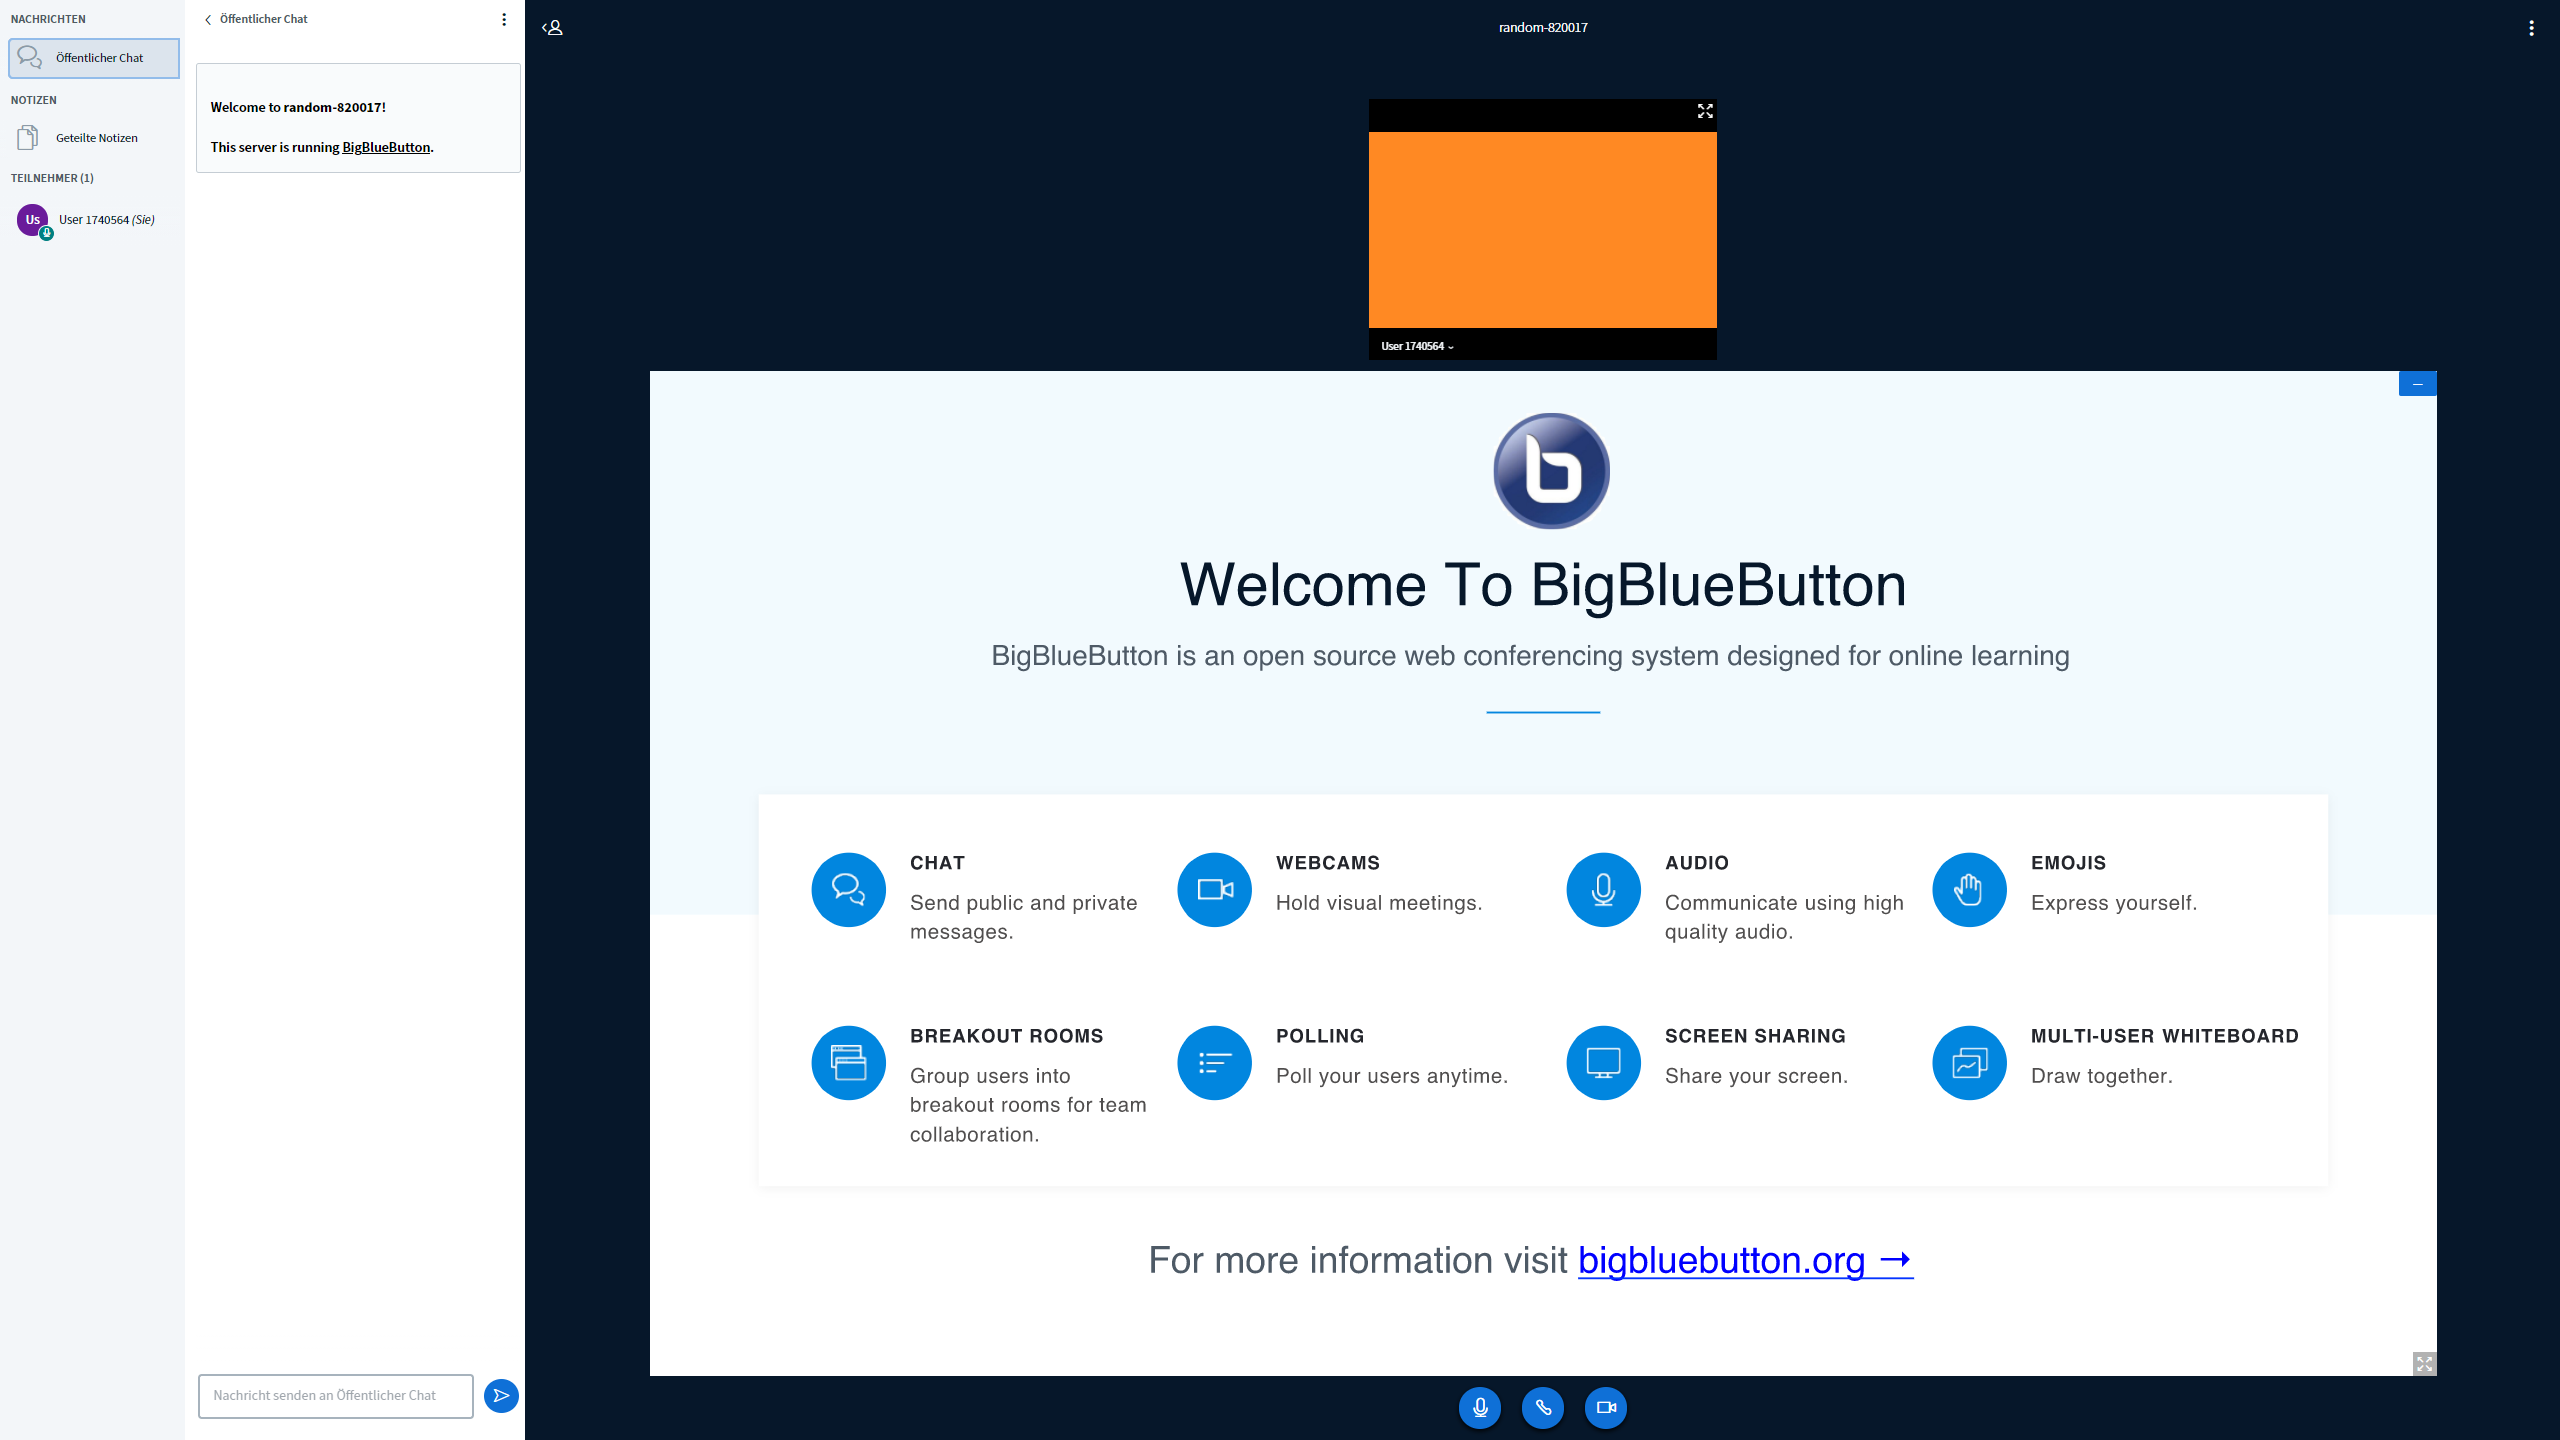 NACHRICHTEN
Öffentlicher Chat
NOTIZEN
Geteilte Notizen
TEILNEHMER (1)
Us
User 1740564 (Sie)
Öffentlicher Chat
Welcome to random-820017!
This server is running BigBlueButton.
Nachricht senden an Öffentlicher Chat
random-820017
User 1740564
Welcome To BigBlueButton
BigBlueButton is an open source web conferencing system designed for online learning
CHAT
Send public and private
messages.
WEBCAMS
Hold visual meetings.
AUDIO
Communicate using high
quality audio.
EMOJIS
Express yourself.
BREAKOUT ROOMS
Group users into
breakout rooms for team
collaboration.
POLLING
Poll your users anytime.
SCREEN SHARING
Share your screen.
MULTI-USER WHITEBOARD
Draw together.
For more information visit bigbluebutton.org →